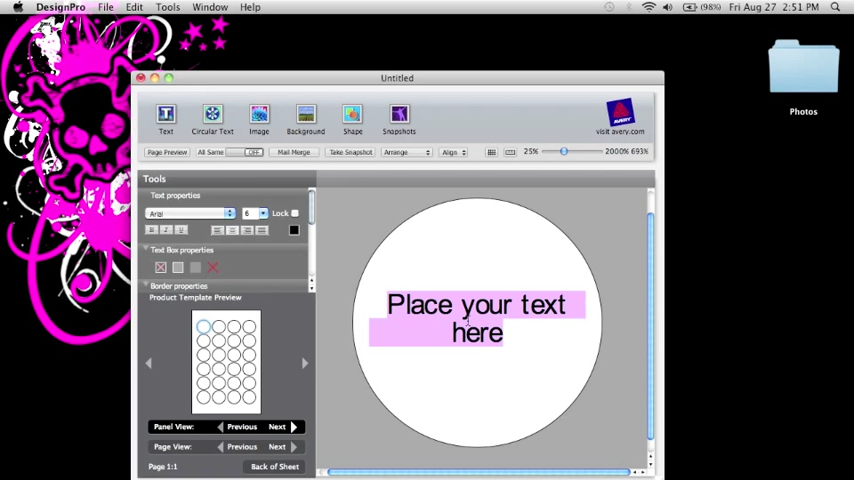 DesignPro File Edit Tools Window Help
(98%) Fri Aug 27 2:51 PM
Photos
Untitled
Text Circular Text Image Background Shape Snapshots
AVERY
visit avery.com
Page Preview All Same OFF Mail Merge Take Snapshot Arrange Align 25% 2000% 693%
Tools
Text properties
Arial 6 Lock
B I U
Text Box properties
Border properties
Product Template Preview
Place your text
here
Panel View: Previous Next
Page View: Previous Next
Page 1:1 Back of Sheet